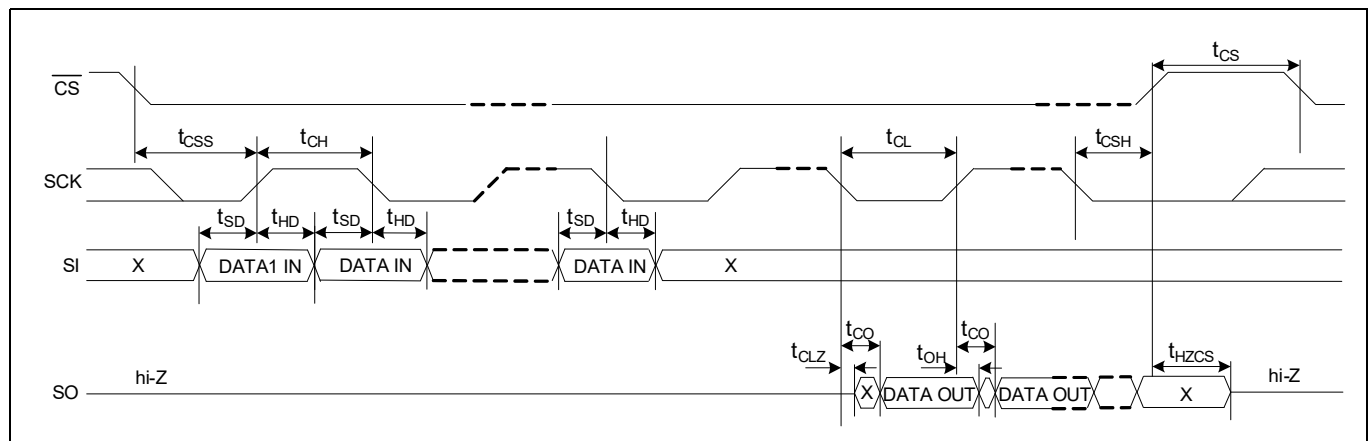 tCS
CS
tCSS tCH tCL tCSH
SCK
tSD tHD tSD tHD tSD tHD
SI X DATA1 IN DATA IN DATA IN X
tCO tCO
tCLZ tOH tHZCS
SO hi-Z X DATA OUT DATA OUT X hi-Z